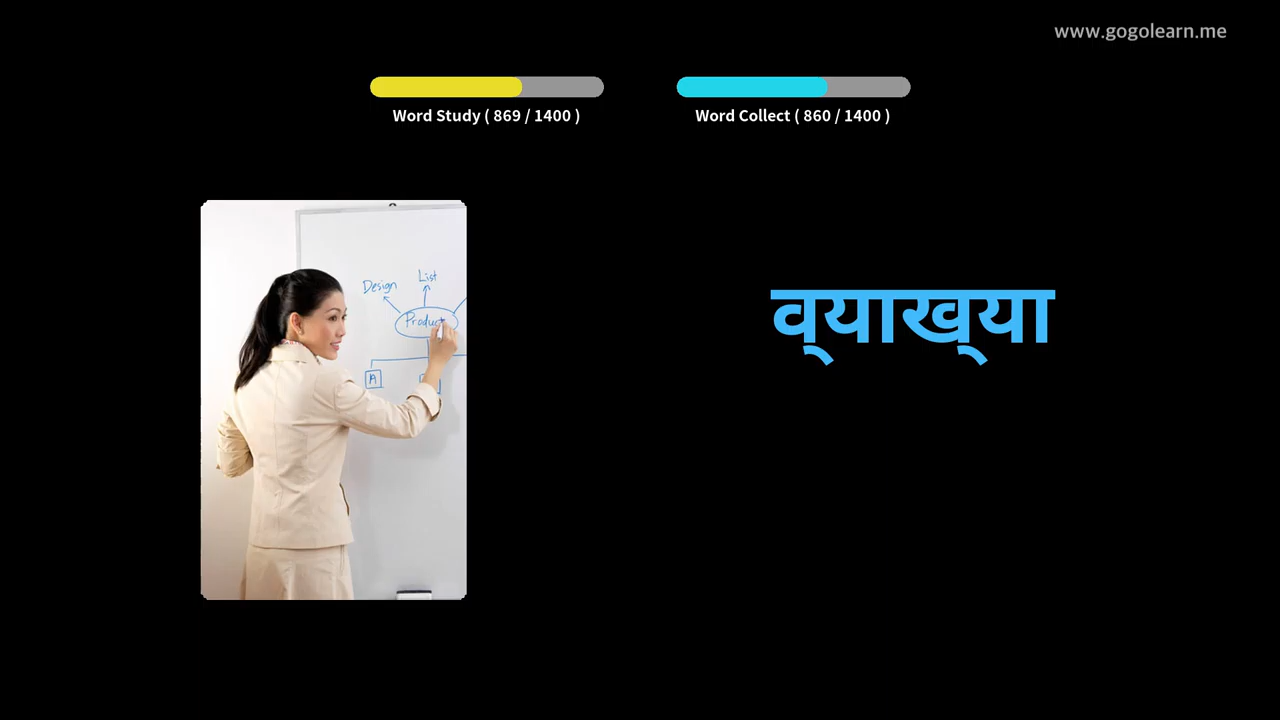 www.gogolearn.me
Word Study ( 869 / 1400 )
Word Collect ( 860 / 1400 )
List
Design
Product
A
व्याख्या